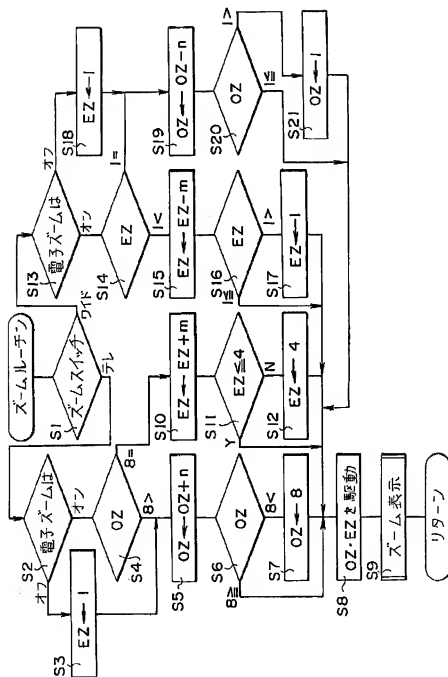 ズームルーチン
S1
ズームスイッチ
ワイド
テレ
S2
電子ズームは
オフ
オン
S3
EZ←1
S4
OZ
8=
8>
S5
OZ←OZ+n
S6
OZ
8≧
8<
S7
OZ←8
S8
OZ・EZを駆動
S9
ズーム表示
リターン
S10
EZ←EZ+m
S11
EZ≦4
Y
N
S12
EZ←4
S13
電子ズームは
オフ
オン
S14
EZ
1=
1<
S15
EZ←EZ-m
S16
EZ
1≦
1>
S17
EZ←1
S18
EZ←1
S19
OZ←OZ-n
S20
OZ
1>
1≦
S21
OZ←1